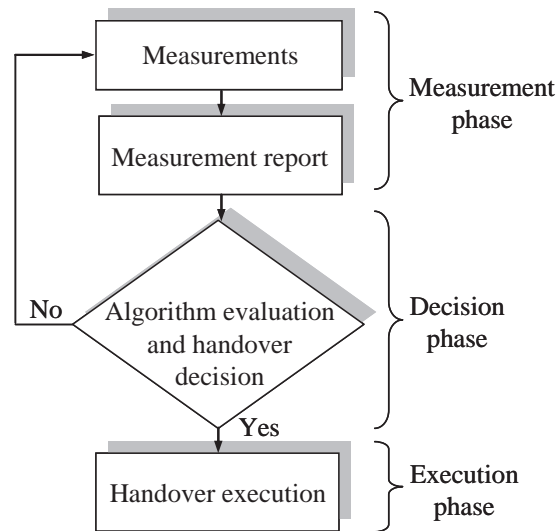 Measurements
Measurement
phase
Measurement report
No
Algorithm evaluation
and handover
decision
Decision
phase
Yes
Handover execution
Execution
phase